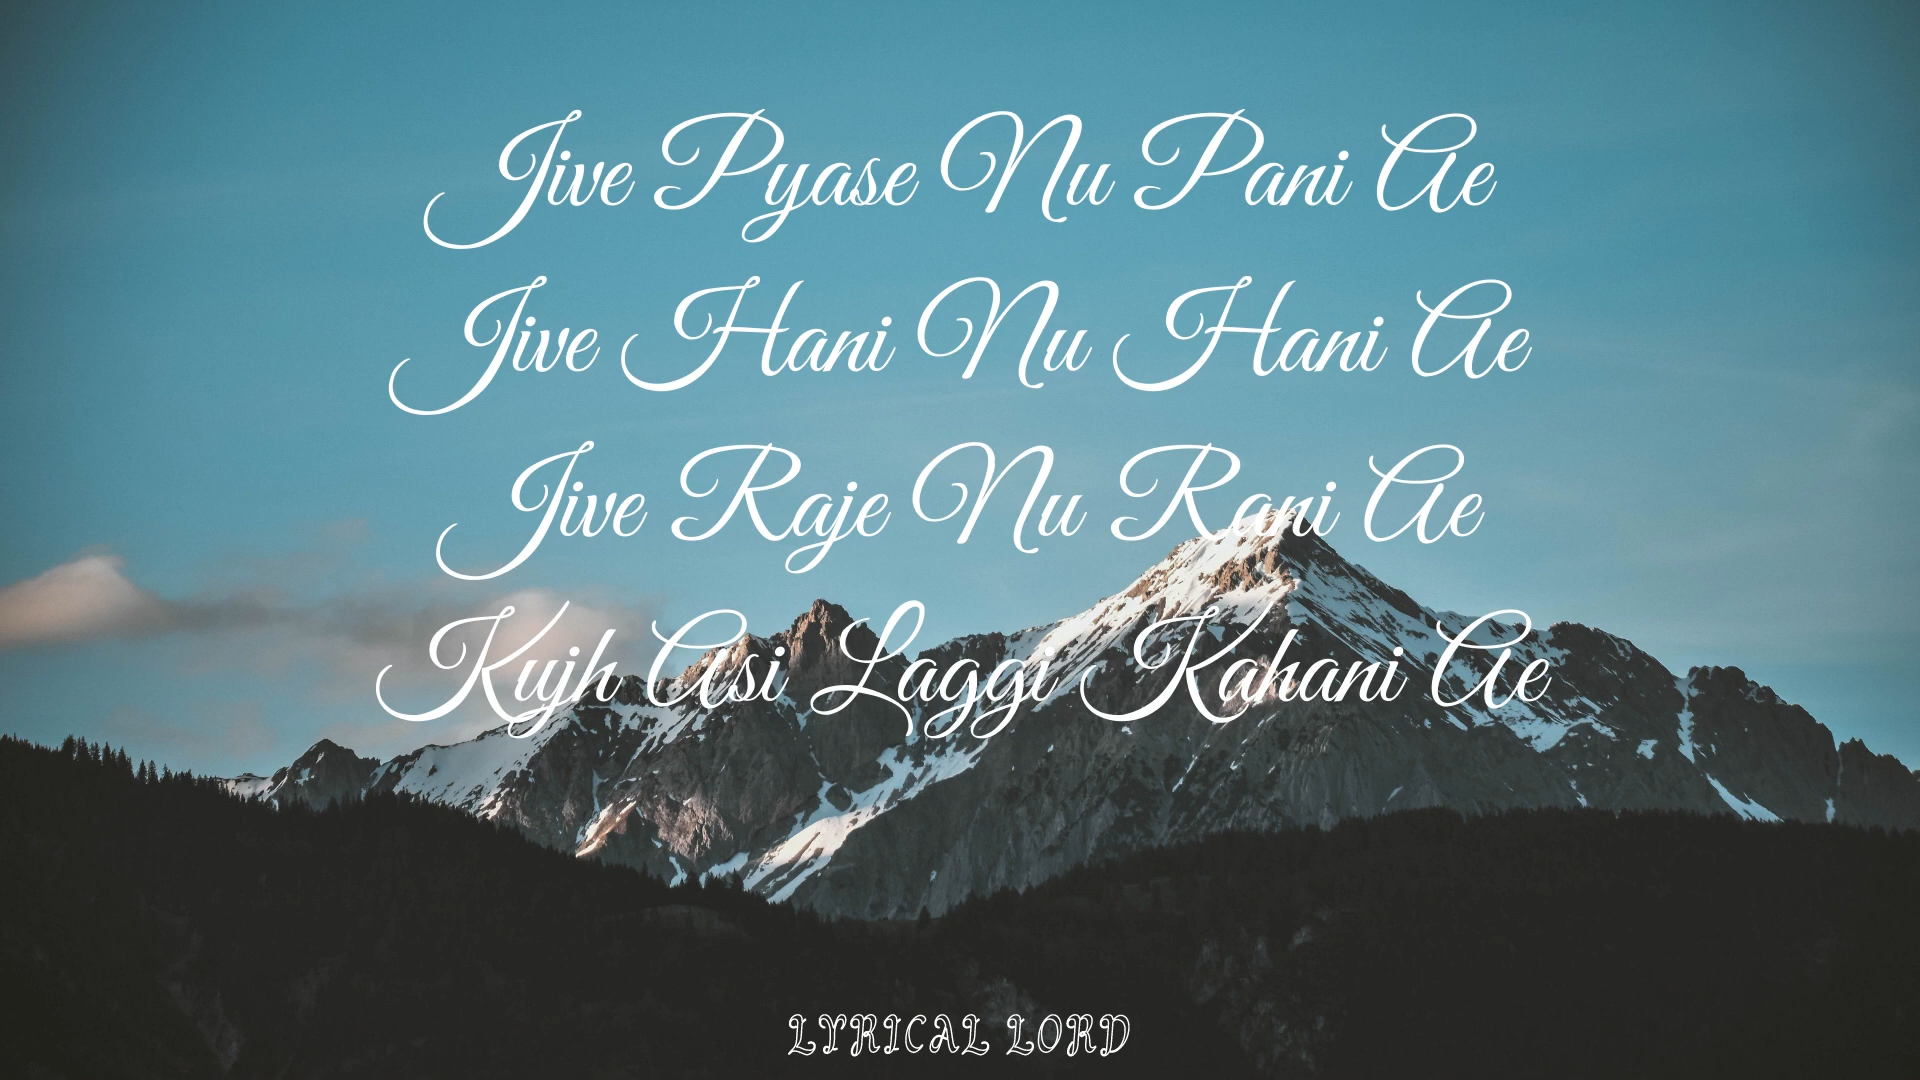 Jive Pyase Nu Pani Ae
Jive Hani Nu Hani Ae
Jive Raje Nu Rani Ae
Kujh Asi Laggi Kahani Ae
LYRICAL LORD